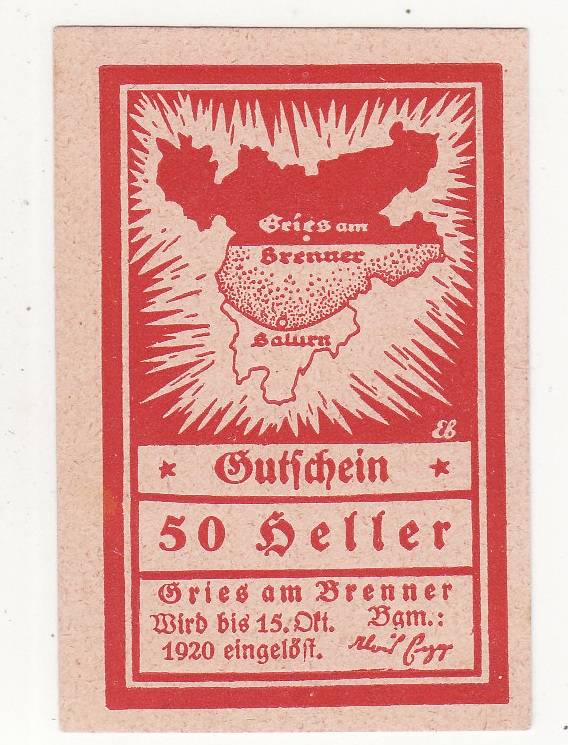 Gries am
Brenner
Salurn
EB
★ Gutschein ★
50 Heller
Gries am Brenner
Wird bis 15. Okt. Bgm.:
1920 eingelöst.